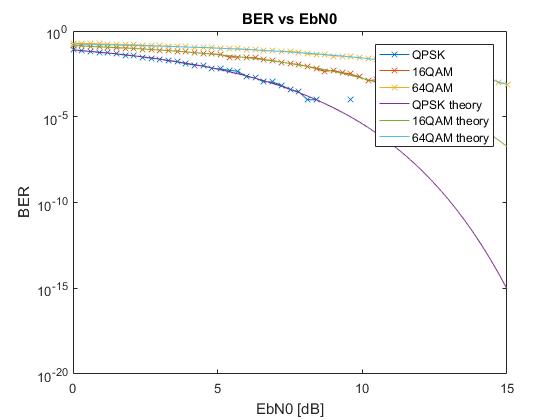 BER vs EbN0
10^0
10^-5
10^-10
10^-15
10^-20
BER
0
5
10
15
EbN0 [dB]
QPSK
16QAM
64QAM
QPSK theory
16QAM theory
64QAM theory